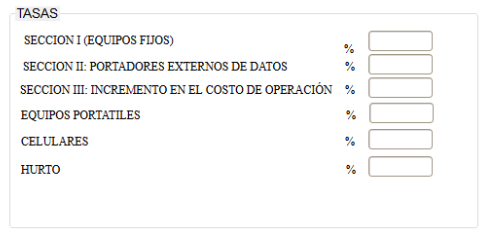 TASAS
SECCION I (EQUIPOS FIJOS) %
SECCION II: PORTADORES EXTERNOS DE DATOS %
SECCION III: INCREMENTO EN EL COSTO DE OPERACIÓN %
EQUIPOS PORTATILES %
CELULARES %
HURTO %